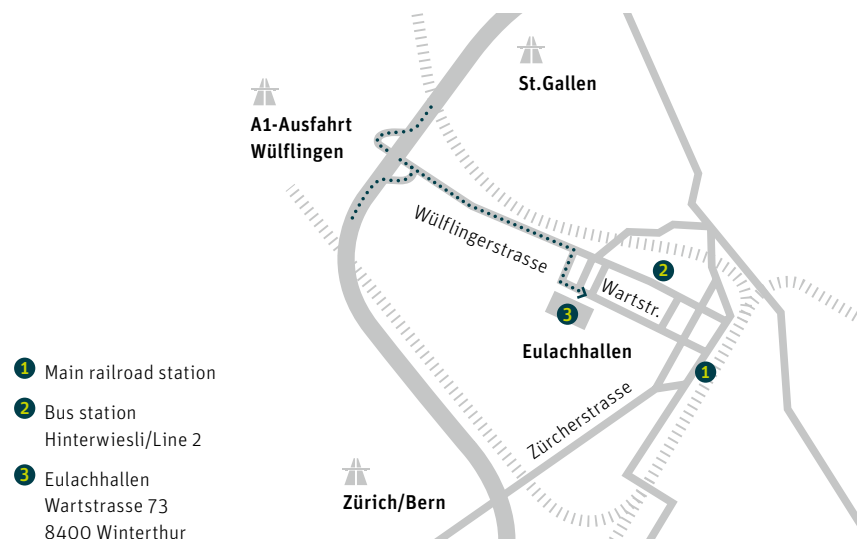 St.Gallen
A1-Ausfahrt
Wülflingen
Wülflingerstrasse
2
Wartstr.
3
Eulachhallen
1
Zürcherstrasse
Zürich/Bern
1 Main railroad station
2 Bus station
Hinterwiesli/Line 2
3 Eulachhallen
Wartstrasse 73
8400 Winterthur